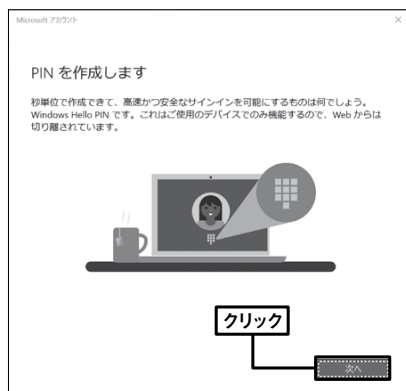 Microsoft アカウント
PIN を作成します
秒単位で作成できて、高速かつ安全なサインインを可能にするものは何でしょう。
Windows Hello PIN です。これはご使用のデバイスでのみ機能するので、Web からは
切り離されています。
クリック
次へ